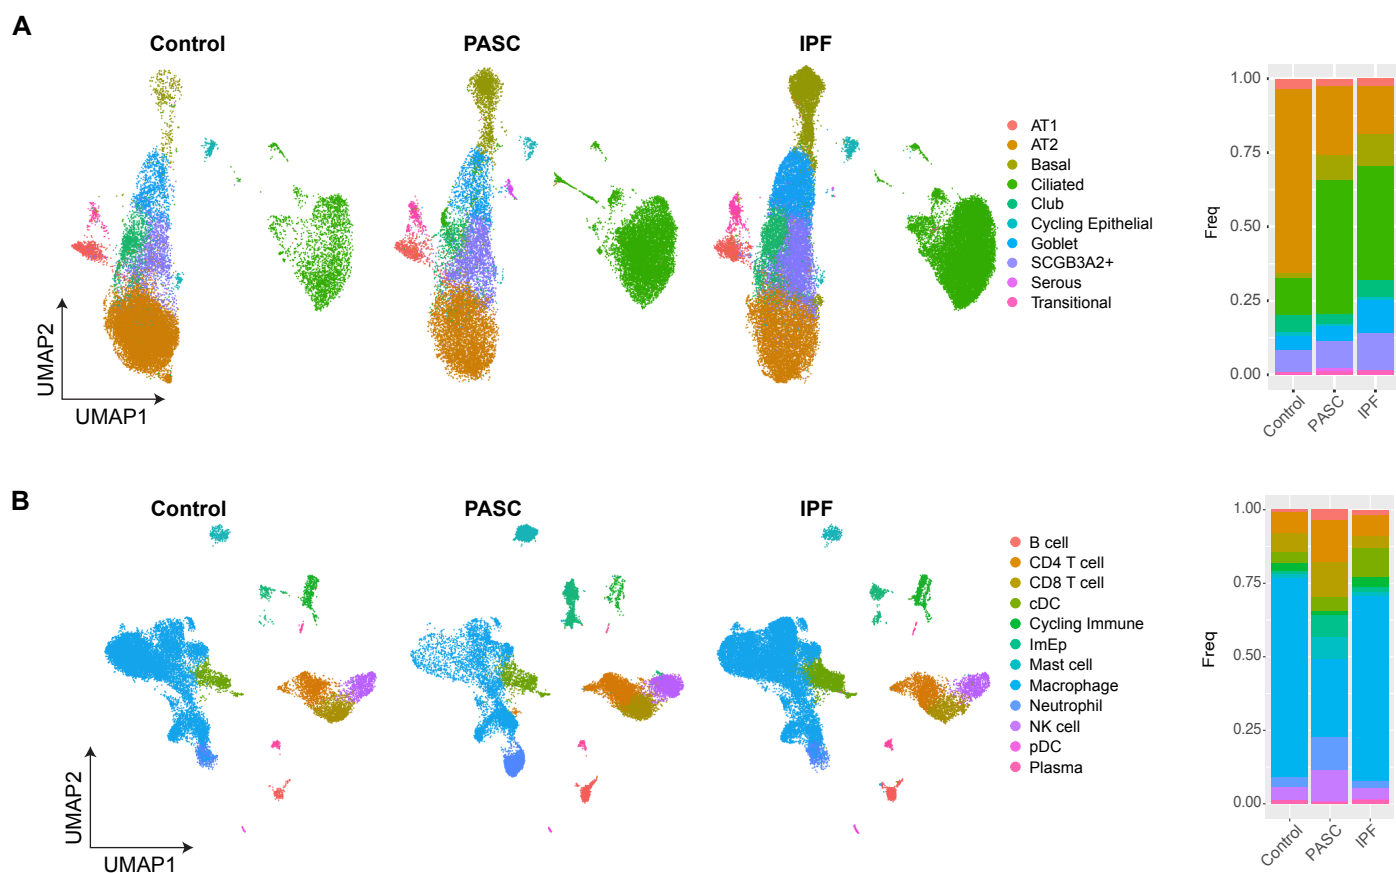 A
Control
PASC
IPF
AT1
AT2
Basal
Ciliated
Club
Cycling Epithelial
Goblet
SCGB3A2+
Serous
Transitional
UMAP2
UMAP1
Freq
1.00
0.75
0.50
0.25
0.00
Control
PASC
IPF
B
Control
PASC
IPF
B cell
CD4 T cell
CD8 T cell
cDC
Cycling Immune
ImEp
Mast cell
Macrophage
Neutrophil
NK cell
pDC
Plasma
UMAP2
UMAP1
Freq
1.00
0.75
0.50
0.25
0.00
Control
PASC
IPF